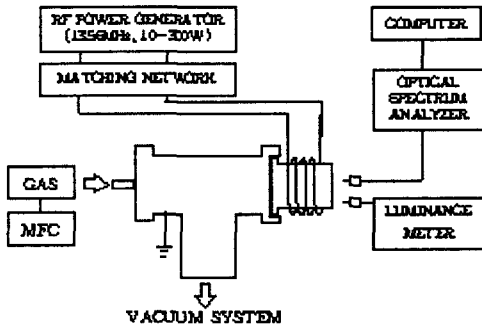 RF POWER GENERATOR
(13.56MHz, 10-300W)
MATCHING NETWORK
COMPUTER
OPTICAL
SPECTRUM
ANALYZER
GAS
MFC
LUMINANCE
METER
VACUUM SYSTEM